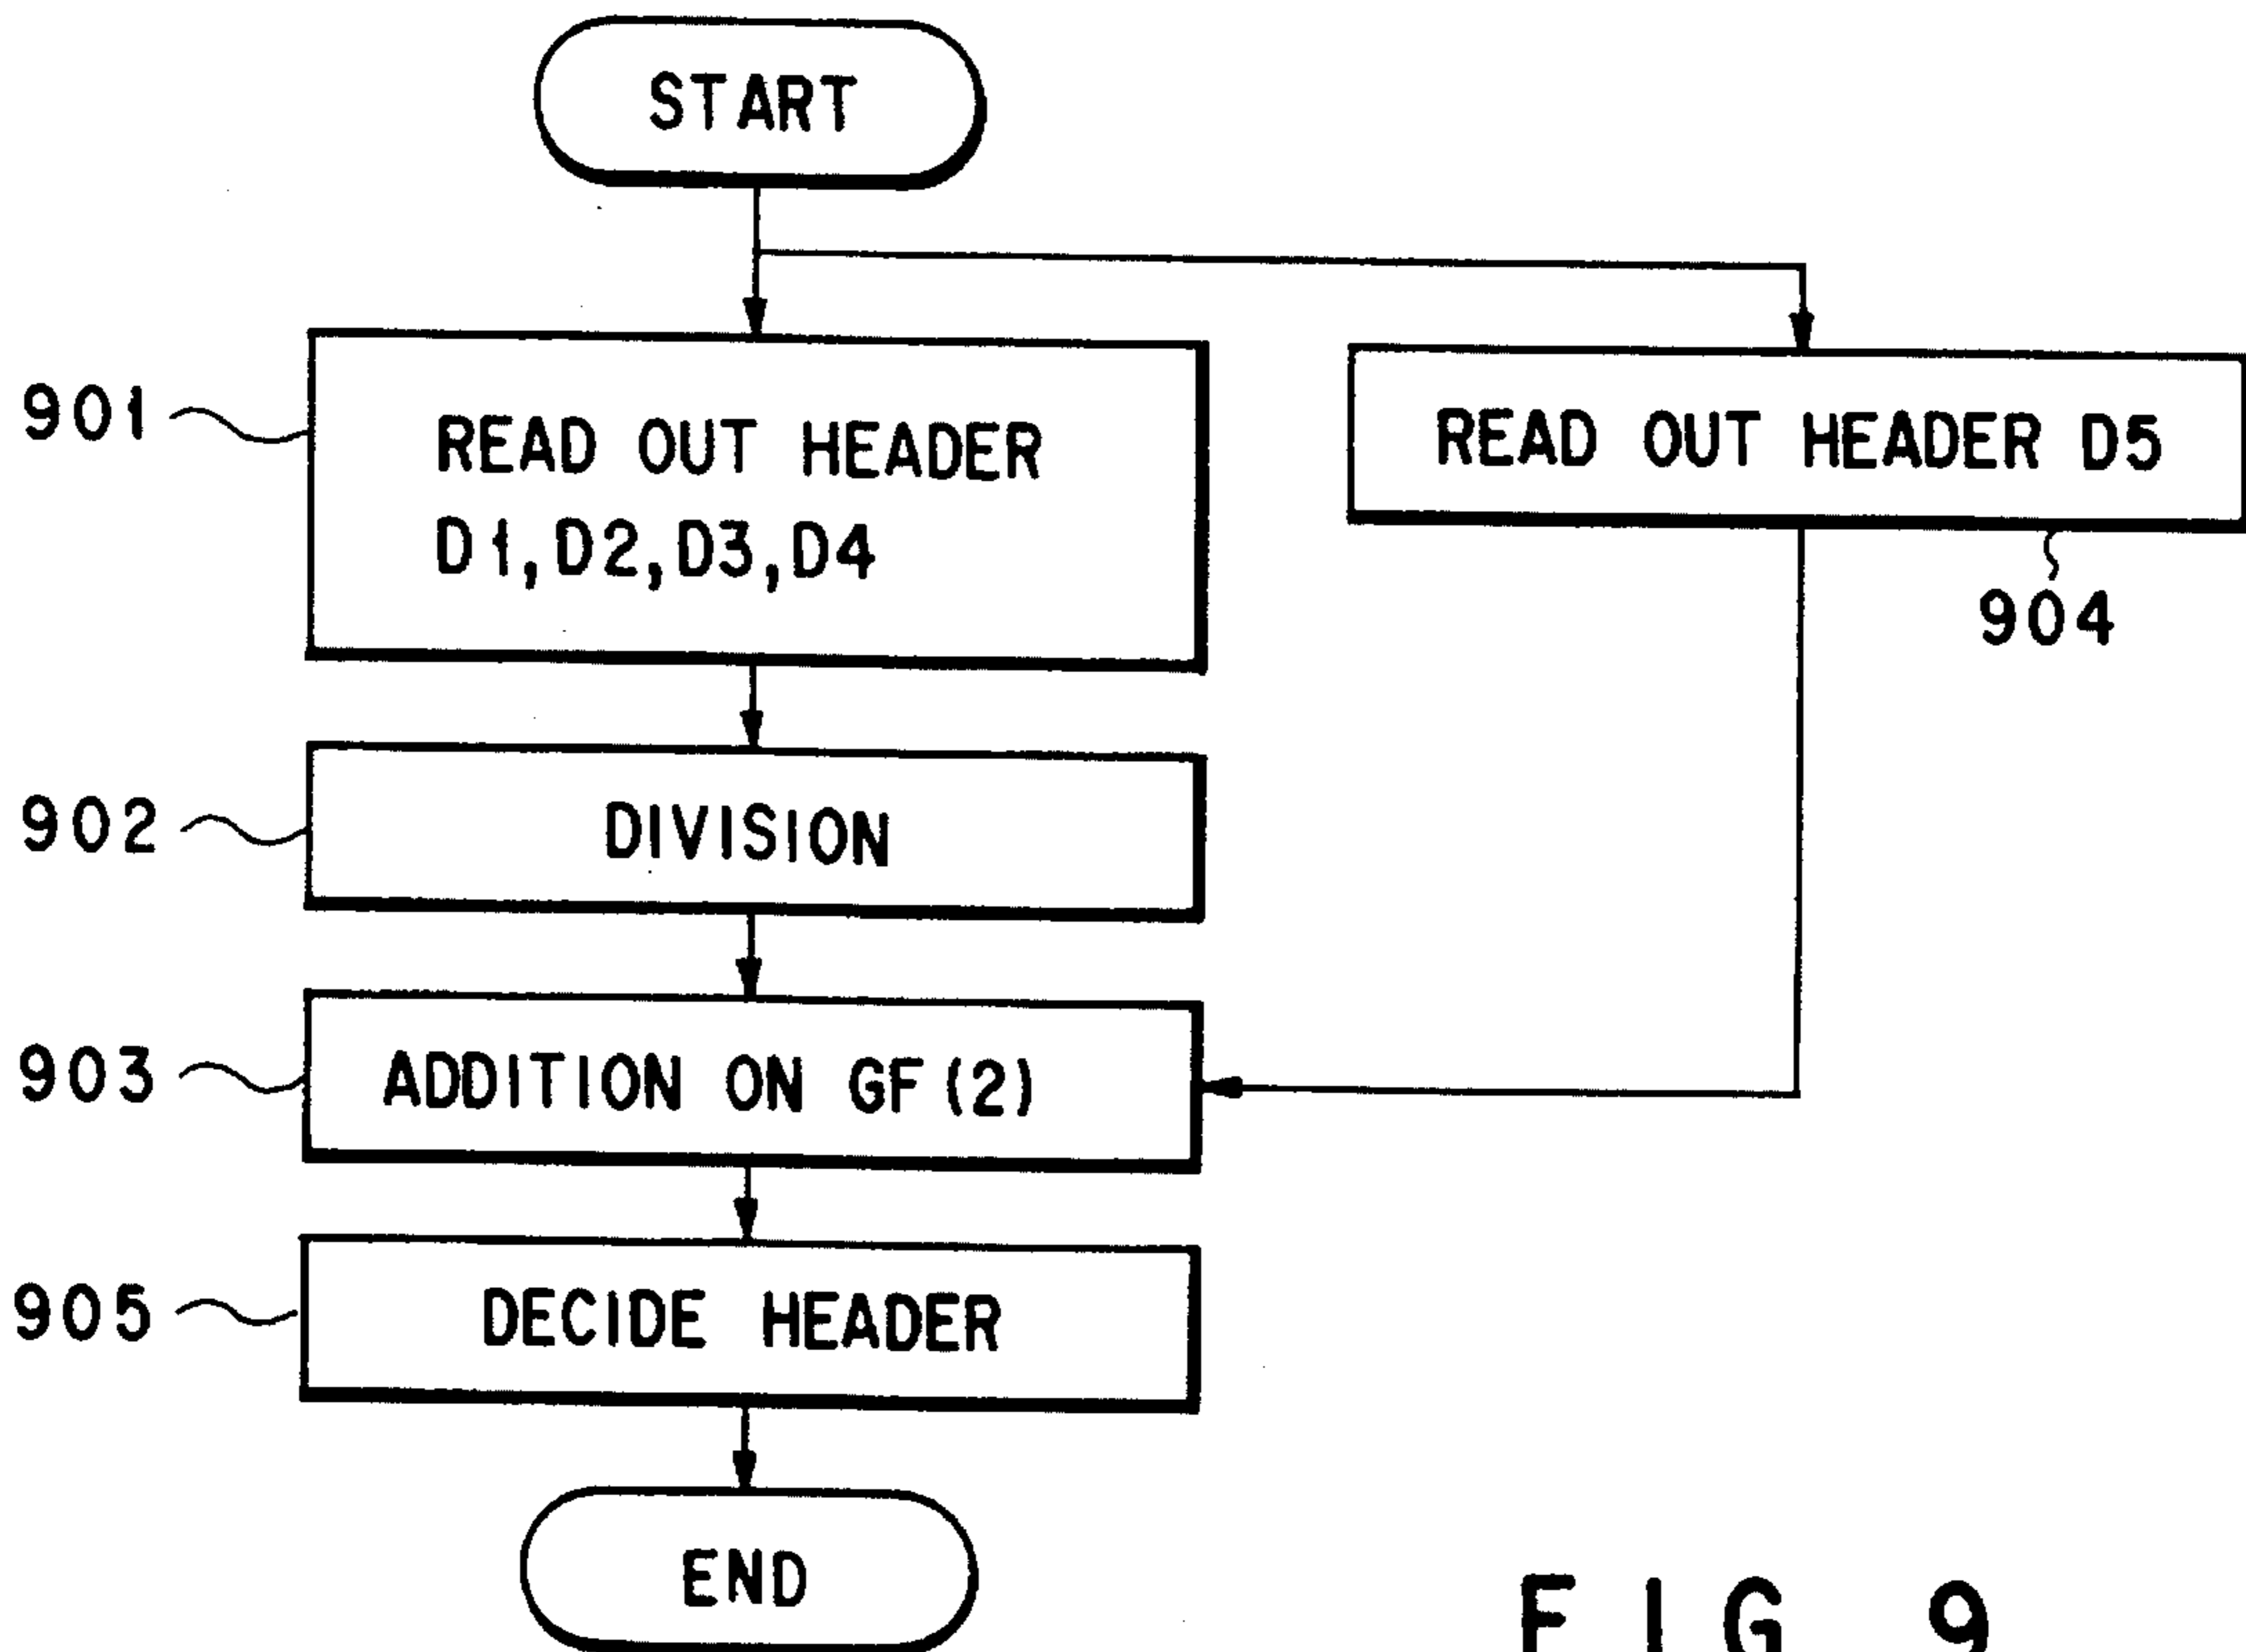 START
901
READ OUT HEADER
D1,D2,D3,D4
READ OUT HEADER D5
904
902
DIVISION
903
ADDITION ON GF(2)
905
DECIDE HEADER
END
FIG 9